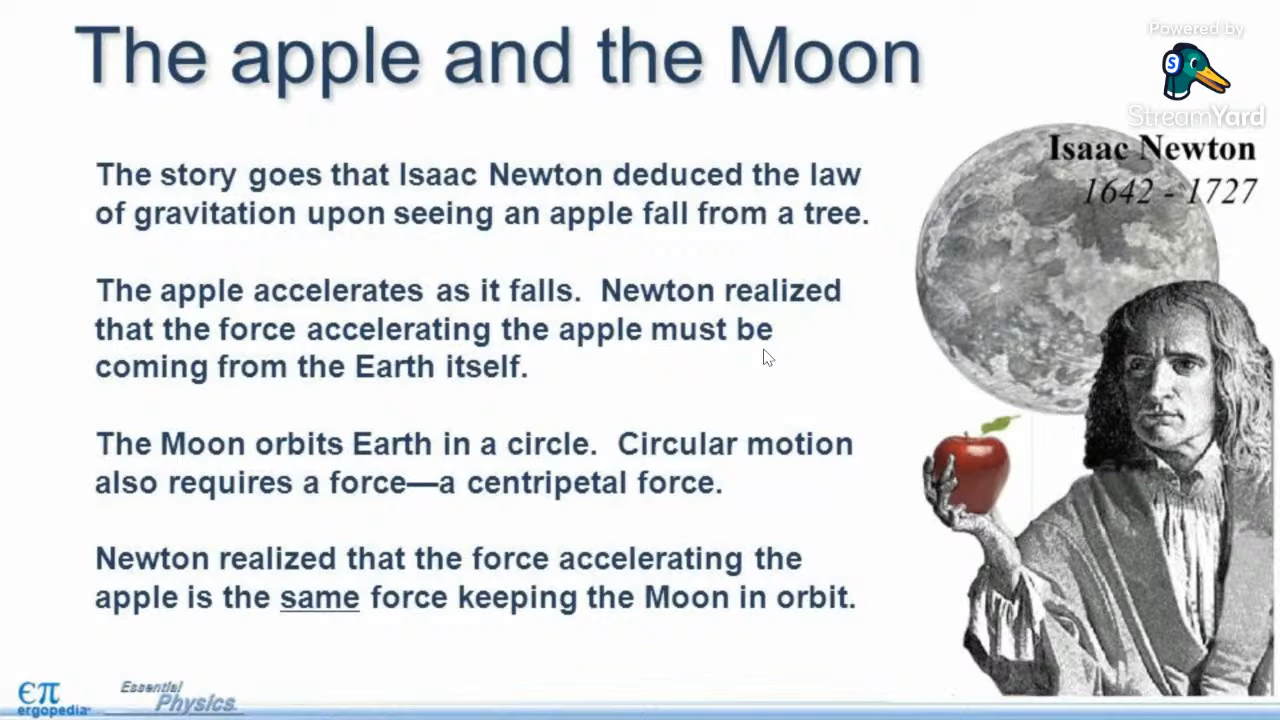 The apple and the Moon
Powered by
S
StreamYard
Isaac Newton
1642 - 1727
The story goes that Isaac Newton deduced the law
of gravitation upon seeing an apple fall from a tree.
The apple accelerates as it falls.  Newton realized
that the force accelerating the apple must be
coming from the Earth itself.
The Moon orbits Earth in a circle.  Circular motion
also requires a force—a centripetal force.
Newton realized that the force accelerating the
apple is the same force keeping the Moon in orbit.
επ
ergopedia
Essential
Physics